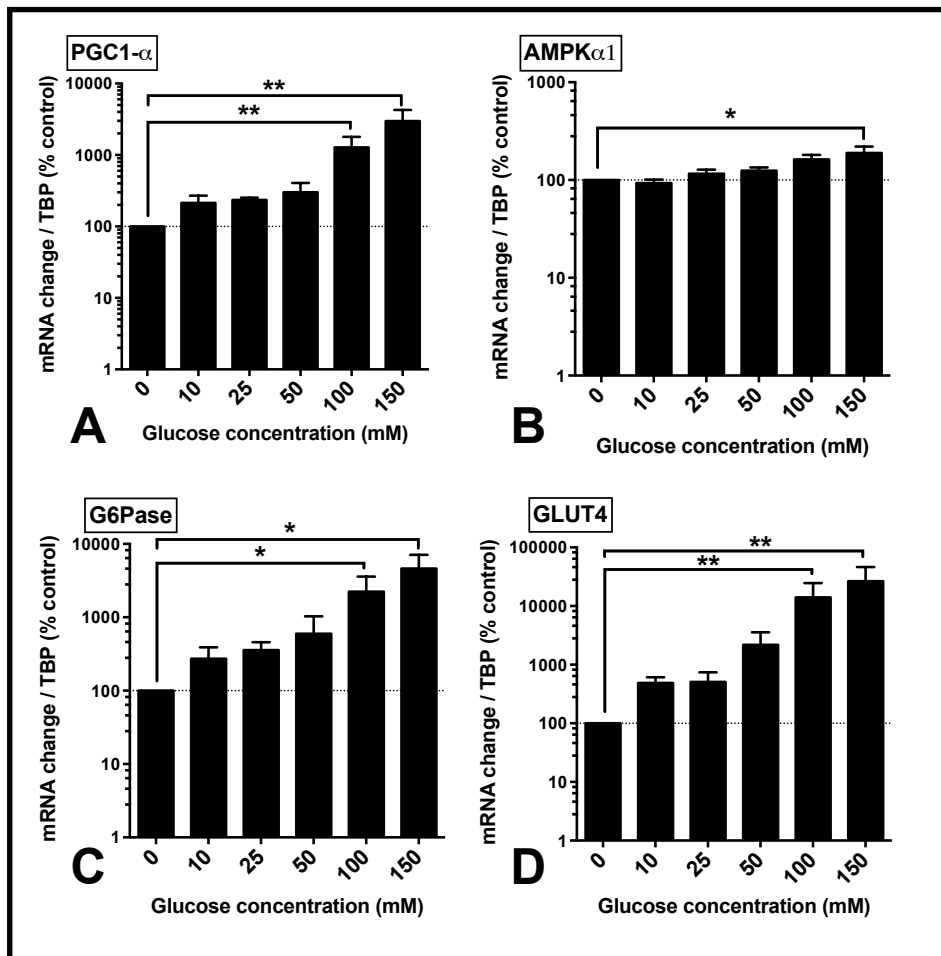 PGC1-α
**
**
mRNA change / TBP (% control)
10000
1000
100
10
1
0 10 25 50 100 150
Glucose concentration (mM)
A
AMPKα1
*
mRNA change / TBP (% control)
1000
100
10
1
0 10 25 50 100 150
Glucose concentration (mM)
B
G6Pase
*
*
mRNA change / TBP (% control)
10000
1000
100
10
1
0 10 25 50 100 150
Glucose concentration (mM)
C
GLUT4
**
**
mRNA change / TBP (% control)
100000
10000
1000
100
10
1
0 10 25 50 100 150
Glucose concentration (mM)
D